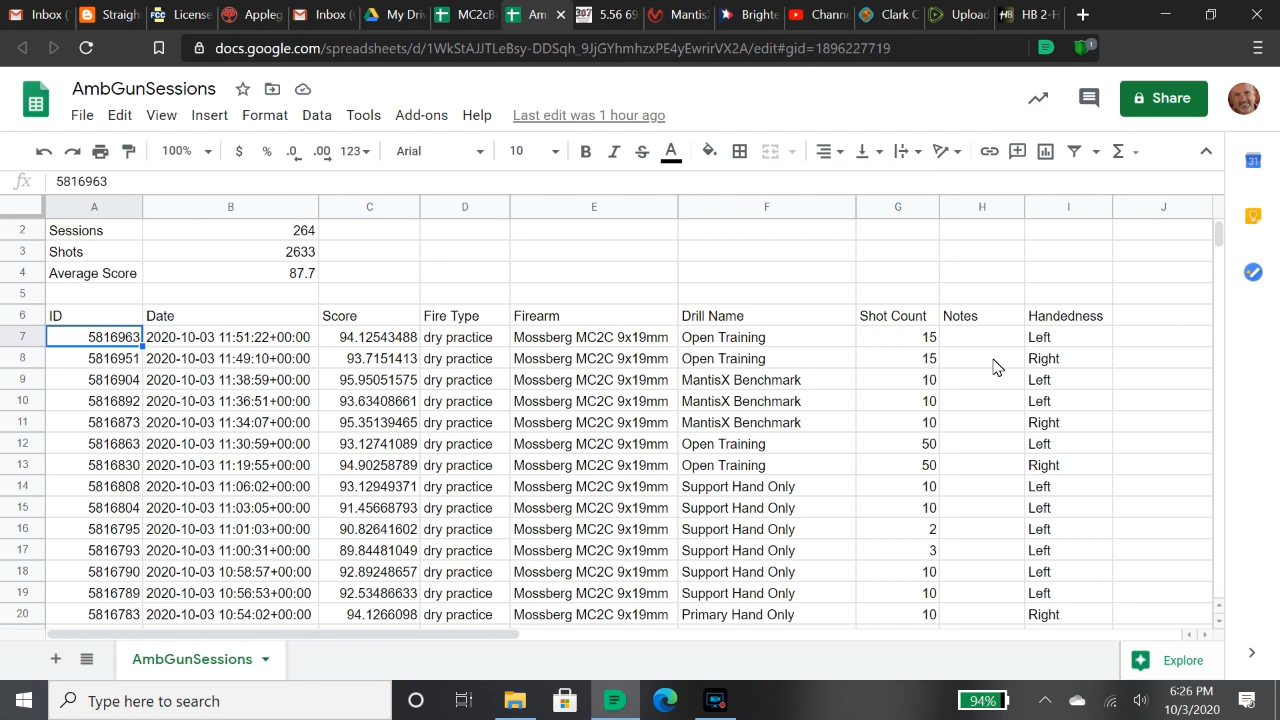 Inbox (
Straigh
License
Appleg
Inbox (
My Driv
MC2cB
Am
5.56 69
Mantis
Brighte
Channe
Clark C
Upload
HB 2-H
docs.google.com/spreadsheets/d/1WkStAJJTLeBsy-DDSqh_9JjGYhmhzxPE4yEwrirVX2A/edit#gid=1896227719
1
AmbGunSessions
File Edit View Insert Format Data Tools Add-ons Help Last edit was 1 hour ago
Share
100% $ % .0 .00 123 Arial 10 B I S A
fx 5816963
31
A B C D E F G H I J
2 Sessions 264
3 Shots 2633
4 Average Score 87.7
5
6 ID Date Score Fire Type Firearm Drill Name Shot Count Notes Handedness
7 5816963 2020-10-03 11:51:22+00:00 94.12543488 dry practice Mossberg MC2C 9x19mm Open Training 15 Left
8 5816951 2020-10-03 11:49:10+00:00 93.7151413 dry practice Mossberg MC2C 9x19mm Open Training 15 Right
9 5816904 2020-10-03 11:38:59+00:00 95.95051575 dry practice Mossberg MC2C 9x19mm MantisX Benchmark 10 Left
10 5816892 2020-10-03 11:36:51+00:00 93.63408661 dry practice Mossberg MC2C 9x19mm MantisX Benchmark 10 Left
11 5816873 2020-10-03 11:34:07+00:00 95.35139465 dry practice Mossberg MC2C 9x19mm MantisX Benchmark 10 Right
12 5816863 2020-10-03 11:30:59+00:00 93.12741089 dry practice Mossberg MC2C 9x19mm Open Training 50 Left
13 5816830 2020-10-03 11:19:55+00:00 94.90258789 dry practice Mossberg MC2C 9x19mm Open Training 50 Right
14 5816808 2020-10-03 11:06:02+00:00 93.12949371 dry practice Mossberg MC2C 9x19mm Support Hand Only 10 Left
15 5816804 2020-10-03 11:03:05+00:00 91.45668793 dry practice Mossberg MC2C 9x19mm Support Hand Only 10 Left
16 5816795 2020-10-03 11:01:03+00:00 90.82641602 dry practice Mossberg MC2C 9x19mm Support Hand Only 2 Left
17 5816793 2020-10-03 11:00:31+00:00 89.84481049 dry practice Mossberg MC2C 9x19mm Support Hand Only 3 Left
18 5816790 2020-10-03 10:58:57+00:00 92.89248657 dry practice Mossberg MC2C 9x19mm Support Hand Only 10 Left
19 5816789 2020-10-03 10:56:53+00:00 92.53486633 dry practice Mossberg MC2C 9x19mm Support Hand Only 10 Left
20 5816783 2020-10-03 10:54:02+00:00 94.1266098 dry practice Mossberg MC2C 9x19mm Primary Hand Only 10 Right
AmbGunSessions
Explore
Type here to search
94%
6:26 PM
10/3/2020